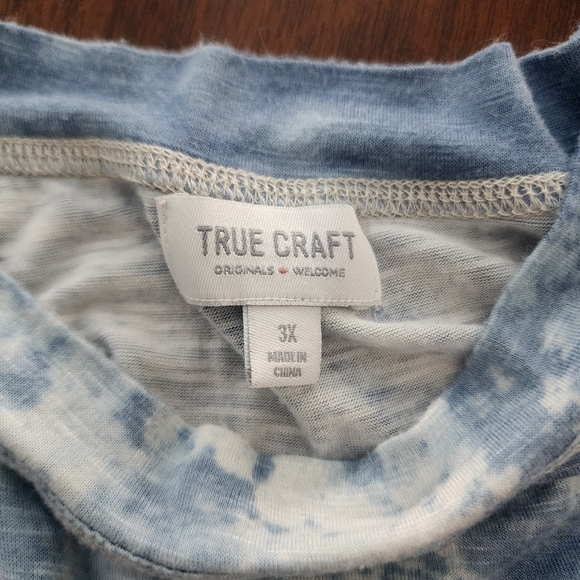 TRUE CRAFT
ORIGINALS WELCOME
3X
MADE IN
CHINA